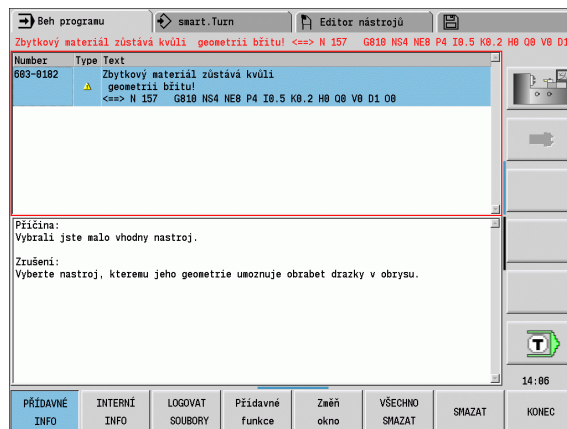 Beh programu smart.Turn Editor nástrojů
Zbytkový materiál zůstává kvůli geometrii břitu! <==> N 157 G810 NS4 NE8 P4 I0.5 K0.2 H0 Q0 V0 D1
Number Type Text
603-0182 Zbytkový materiál zůstává kvůli
geometrii břitu!
<==> N 157 G810 NS4 NE8 P4 I0.5 K0.2 H0 Q0 V0 D1 O0
Příčina:
Vybrali jste malo vhodny nastroj.
Zrušení:
Vyberte nastroj, kteremu jeho geometrie umoznuje obrabet drazky v obrysu.
T
14:06
PŘÍDAVNÉ INTERNÍ LOGOVAT Přídavné Změň VŠECHNO SMAZAT KONEC
INFO INFO SOUBORY funkce okno SMAZAT